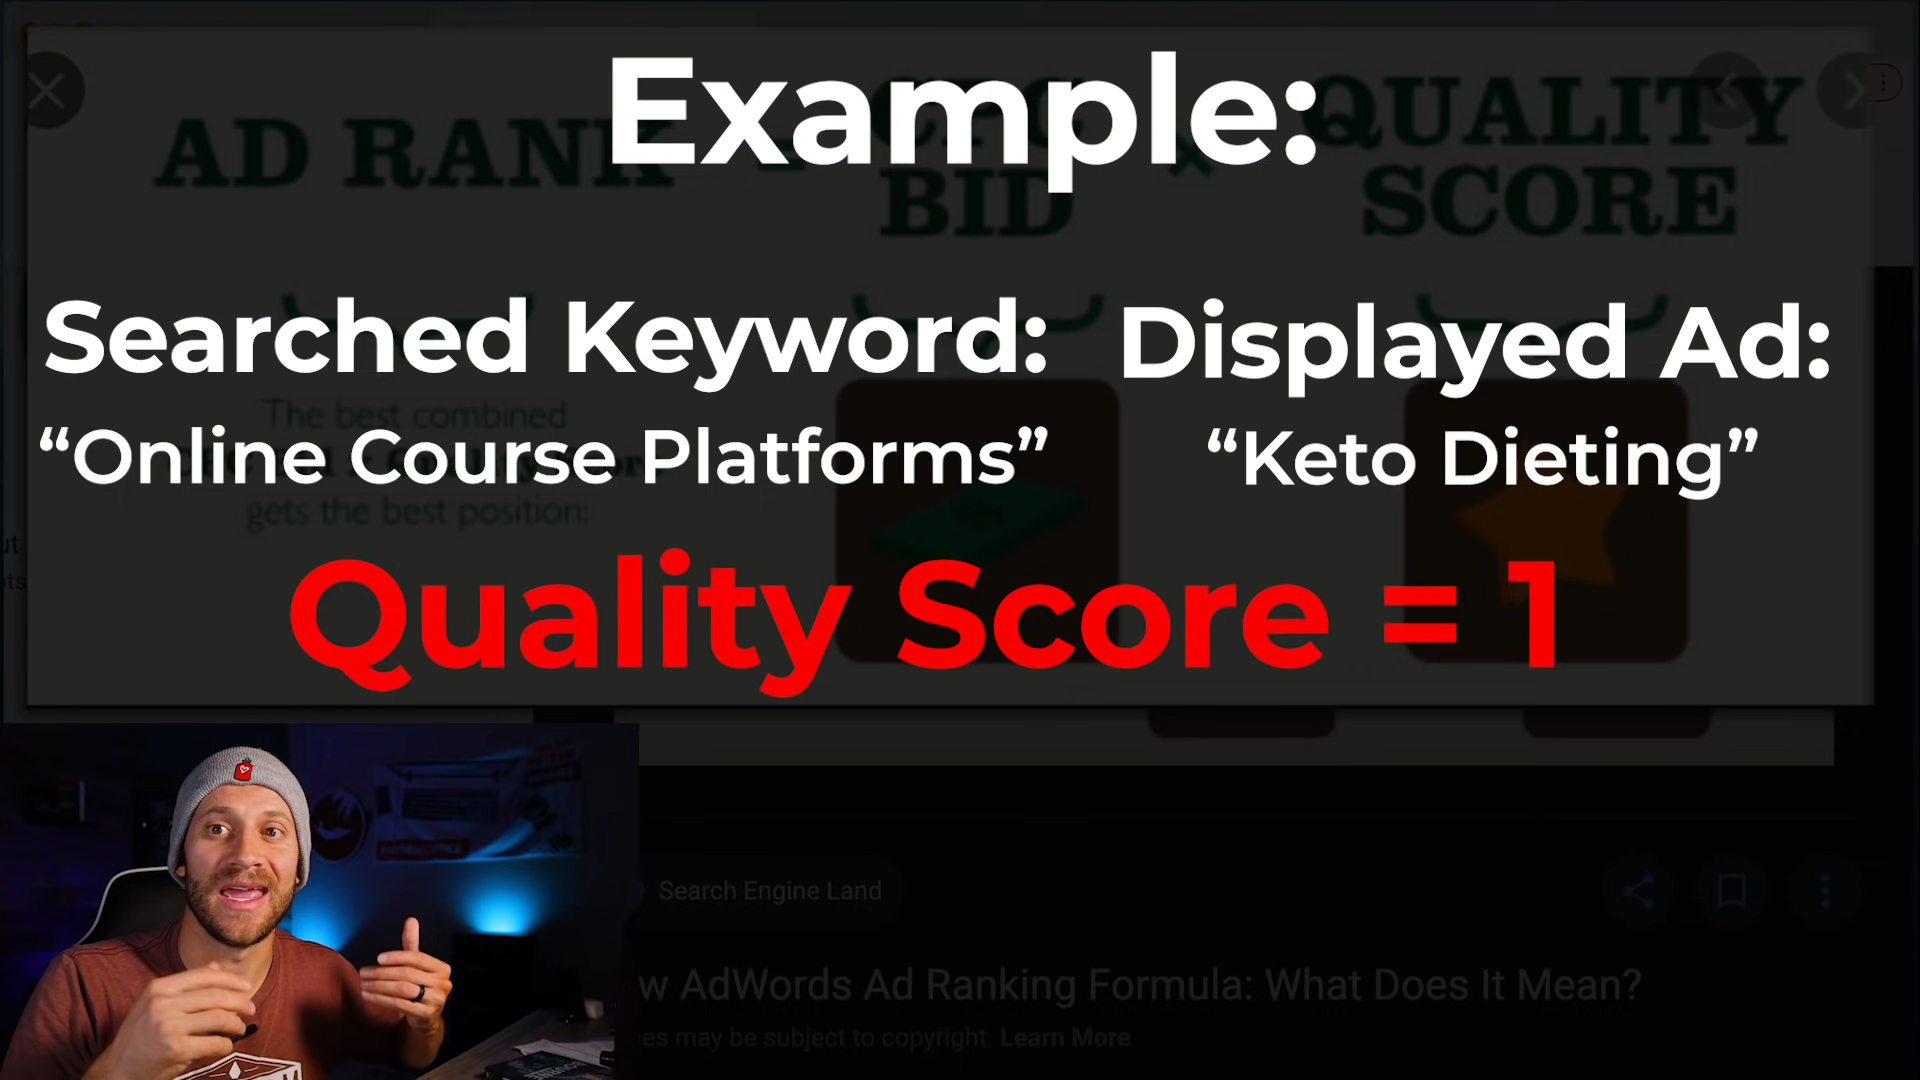 Example:
AD RANK = CPC BID × QUALITY SCORE
Searched Keyword: Displayed Ad:
The best combined
“Online Course Platforms” “Keto Dieting”
gets the best position:
Quality Score = 1
Search Engine Land
AdWords Ad Ranking Formula: What Does It Mean?
may be subject to copyright. Learn More